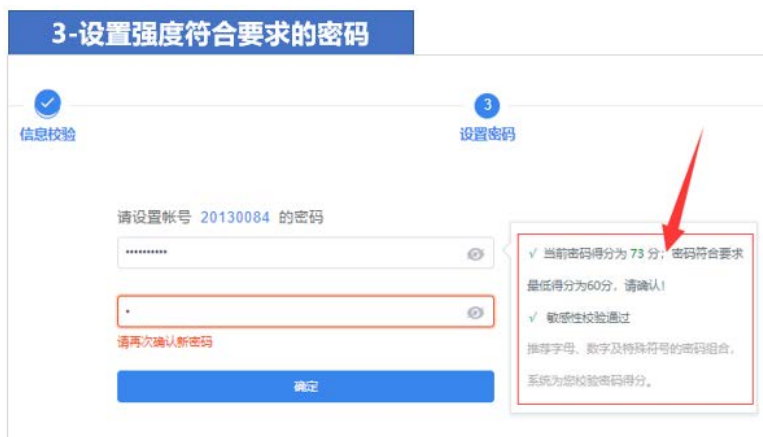 3-设置强度符合要求的密码
3
信息校验
设置密码
请设置帐号 20130084 的密码
••••••••••
√ 当前密码得分为 73 分；密码符合要求
最低得分为60分，请确认！
•
√ 敏感性校验通过
请再次确认新密码
推荐字母、数字及特殊符号的密码组合，
系统为您校验密码得分。
确定